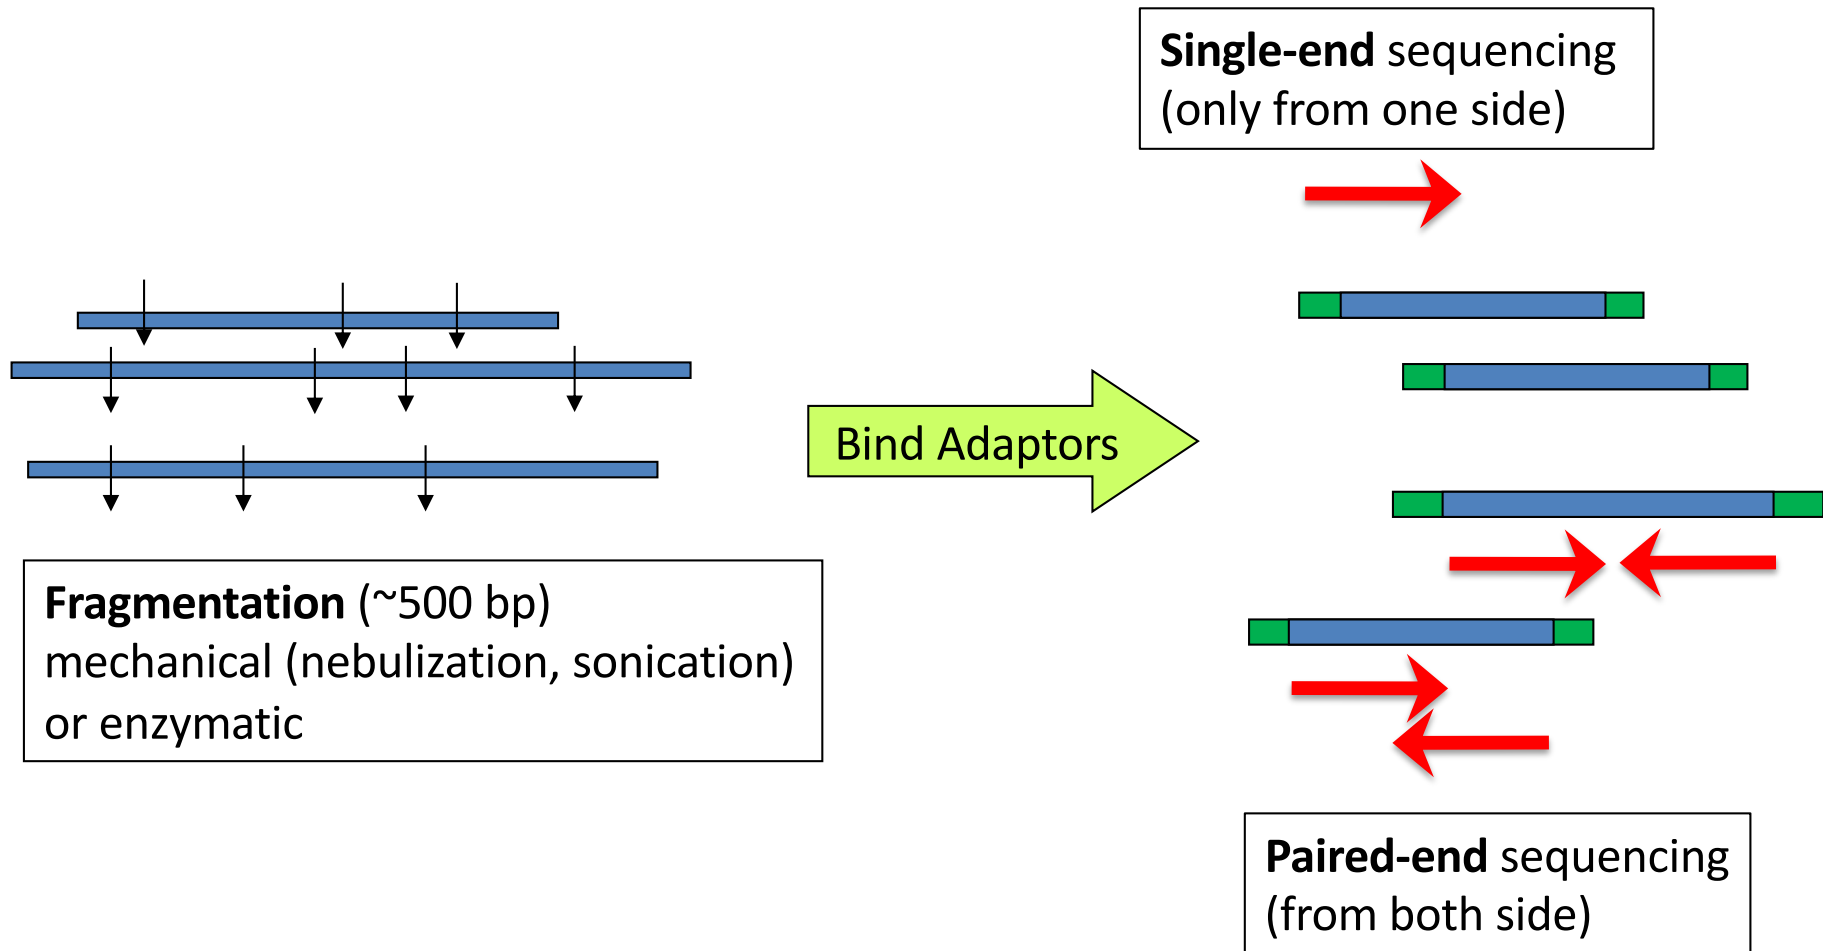 Single-end sequencing
(only from one side)
Bind Adaptors
Fragmentation (~500 bp)
mechanical (nebulization, sonication)
or enzymatic
Paired-end sequencing
(from both side)